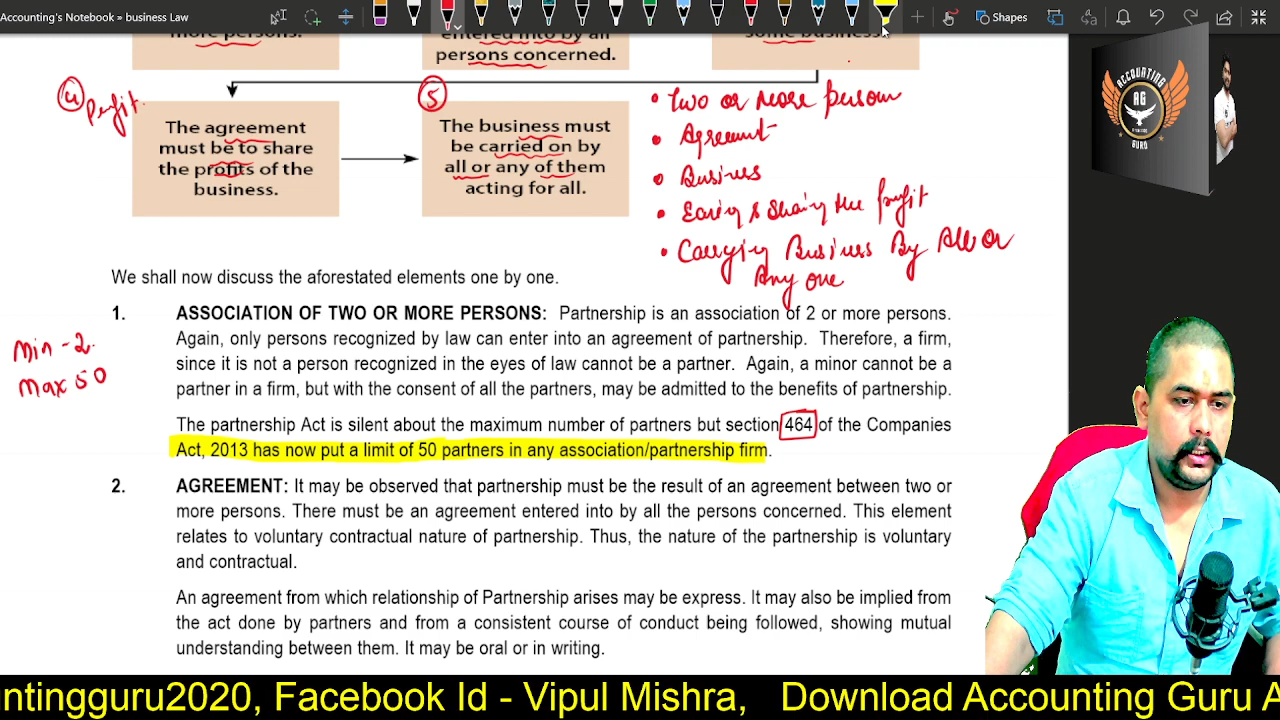 Accounting's Notebook » business Law
Shapes
more persons.
entered into by all
persons concerned.
some business.
4
Profit.
5
The agreement
must be to share
the profits of the
business.
The business must
be carried on by
all or any of them
acting for all.
• Two or more person
• Agreement
• Business
• & Sharing the profit
• Carrying Business By All or
Any one
ACCOUNTING
AG
GURU
We shall now discuss the aforestated elements one by one.
1. ASSOCIATION OF TWO OR MORE PERSONS: Partnership is an association of 2 or more persons.
Again, only persons recognized by law can enter into an agreement of partnership. Therefore, a firm,
since it is not a person recognized in the eyes of law cannot be a partner. Again, a minor cannot be a
partner in a firm, but with the consent of all the partners, may be admitted to the benefits of partnership.
Min - 2.
Max 50
The partnership Act is silent about the maximum number of partners but section 464 of the Companies
Act, 2013 has now put a limit of 50 partners in any association/partnership firm.
2. AGREEMENT: It may be observed that partnership must be the result of an agreement between two or
more persons. There must be an agreement entered into by all the persons concerned. This element
relates to voluntary contractual nature of partnership. Thus, the nature of the partnership is voluntary
and contractual.
An agreement from which relationship of Partnership arises may be express. It may also be implied from
the act done by partners and from a consistent course of conduct being followed, showing mutual
understanding between them. It may be oral or in writing.
ntingguru2020, Facebook Id - Vipul Mishra, Download Accounting Guru A